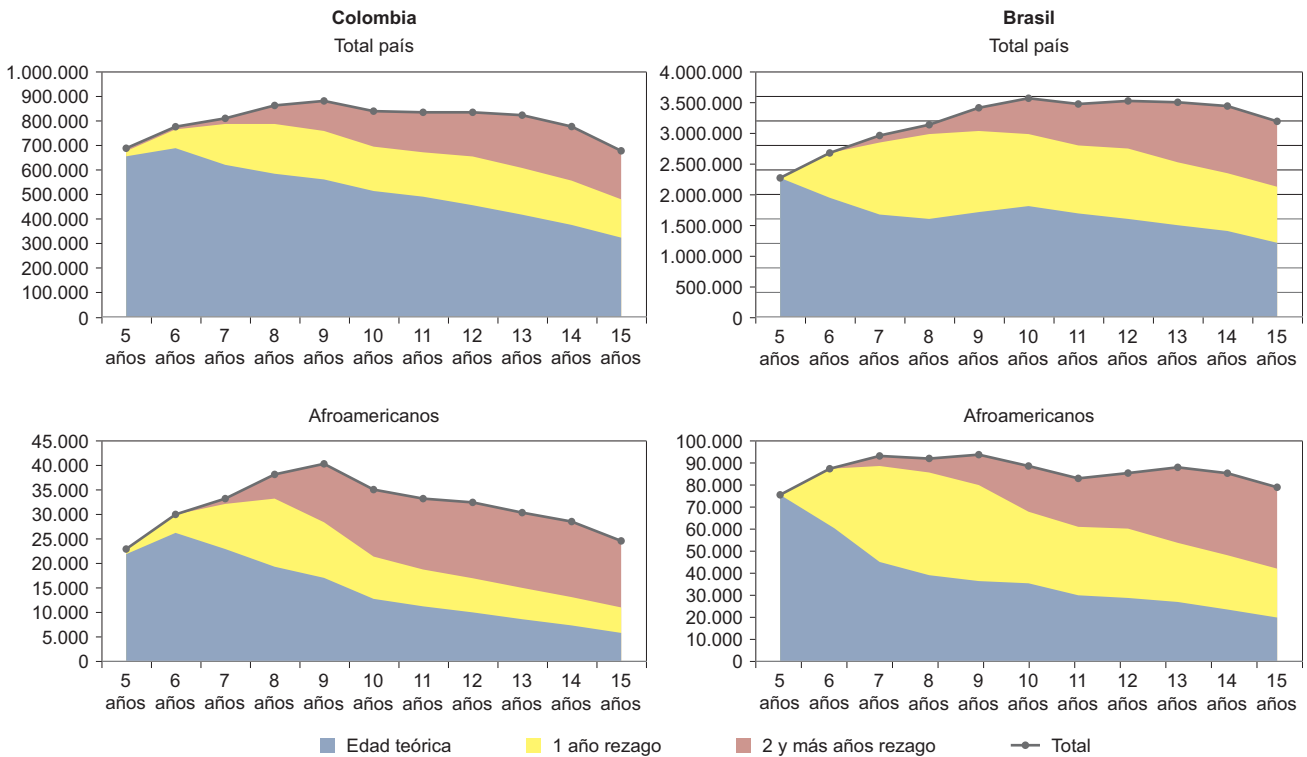 Colombia
Total país
1.000.000
900.000
800.000
700.000
600.000
500.000
400.000
300.000
200.000
100.000
0
5 6 7 8 9 10 11 12 13 14 15
años años años años años años años años años años años
Brasil
Total país
4.000.000
3.500.000
3.000.000
2.500.000
2.000.000
1.500.000
1.000.000
500.000
0
5 6 7 8 9 10 11 12 13 14 15
años años años años años años años años años años años
Afroamericanos
45.000
40.000
35.000
30.000
25.000
20.000
15.000
10.000
5.000
0
5 6 7 8 9 10 11 12 13 14 15
años años años años años años años años años años años
Afroamericanos
100.000
90.000
80.000
70.000
60.000
50.000
40.000
30.000
20.000
10.000
0
5 6 7 8 9 10 11 12 13 14 15
años años años años años años años años años años años
Edad teórica 1 año rezago 2 y más años rezago Total